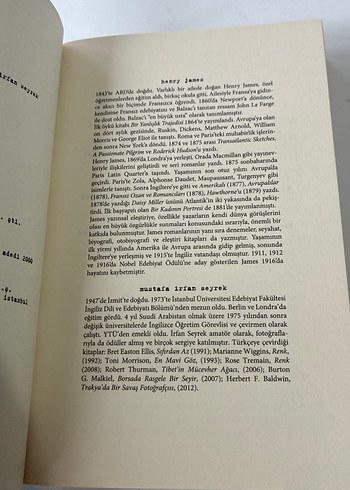 irfan seyrek
adedi 2000
istanbul
henry james
1843'te ABD'de doğdu. Varlıklı bir ailede doğan Henry James, özel
öğretmenlerden eğitim aldı, birkaç okula gitti. Ailesiyle Fransa'ya gidin-
ce akıcı bir biçimde Fransızca öğrendi. 1860'da Newport'a dönünce,
kendisine Fransız edebiyatını ve Balzac'ı tanıtan ressam John La Farge
ile dost oldu. Balzac'ı "en büyük usta" olarak tanımlamıştır.
İlk öykü kitabı Bir Yanlışlık Trajedisi 1864'te yayınlandı. Avrupa'ya olan
on dört aylık gezisinde, Ruskin, Dickens, Matthew Arnold, William
Morris ve George Eliot ile tanıştı. Roma ve Paris'teki muhabirlik işlerin-
den sonra New York'a döndü. 1874 ve 1875 arası Transatlantic Sketches,
A Passionate Pilgrim ve Roderick Hudson'u yazdı.
Henry James, 1869'da Londra'ya yerleşti. Orada Macmillan gibi yayınev-
leriyle ilişkilerini geliştirdi ve seri romanlar yazdı. 1875 sonbaharında
Paris Latin Quarter'a taşındı. Yaşamının son otuz yılını Avrupa'da
geçirdi. Paris'te Zola, Alphonse Daudet, Maupassant, Turgenyev gibi
isimlerle tanıştı. Sonra İngiltere'ye gitti ve Amerikalı (1877), Avrupalılar
(1878), Fransız Ozan ve Romancıları (1878), Hawthorne'u (1879) yazdı.
1878'de yazdığı Daisy Miller ününü Atlantik'in iki yakasında da pekiş-
tirdi. İlk başyapıtı olan Bir Kadının Portresi de 1881'de yayımlanmıştı.
James yazınsal eleştiriye, özellikle yazarların kendi dünya görüşlerini
olası en büyük özgürlükle sunmaları konusundaki ısrarıyla, önemli bir
katkıda bulunmuştur. James romanlarının yanı sıra denemeler, seyahat,
biyografi, otobiyografi ve eleştiri kitapları da yazmıştır. Yaşamının
ilk yirmi yılında Amerika ile Avrupa arasında gidip gelmiş, sonunda
İngiltere'ye yerleşmiş ve 1915'te İngiliz vatandaşı olmuştur. 1911, 1912
ve 1916'da Nobel Edebiyat Ödülü'ne aday gösterilen James 1916'da
hayatını kaybetmiştir.
mustafa irfan seyrek
1947'de İzmit'te doğdu. 1973'te İstanbul Üniversitesi Edebiyat Fakültesi
İngiliz Dili ve Edebiyatı Bölümü'nden mezun oldu. Berlin ve Londra'da
eğitim gördü. 4 yıl Suudi Arabistan olmak üzere 1975 yılından sonra
değişik üniversitelerde İngilizce Öğretim Görevlisi ve çevirmen olarak
çalıştı. YTÜ'den emekli oldu. İrfan Seyrek amatör olarak, fotoğrafla-
rıyla da ödüller almış ve birçok sergiye katılmıştır. Türkçeye çevirdiği
kitaplar: Bret Easton Ellis, Sıfırdan Az (1991); Marianne Wiggins, Renk,
(1992); Toni Morrison, En Mavi Göz, (1993); Rose Tremain, Renk
(2008); Robert Thurman, Tibet'in Mücevher Ağacı, (2006); Burton
G. Malkiel, Borsada Rasgele Bir Seyir, (2007); Herbert F. Baldwin,
Trakya'da Bir Savaş Fotoğrafçısı, (2012).